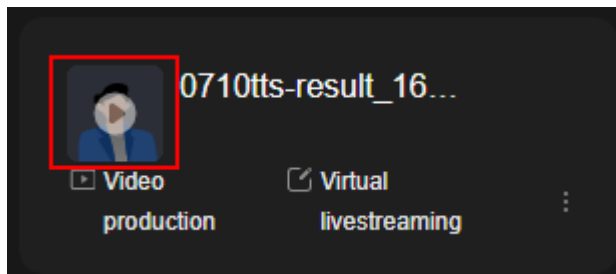 0710tts-result_16...
Video
production
Virtual
livestreaming